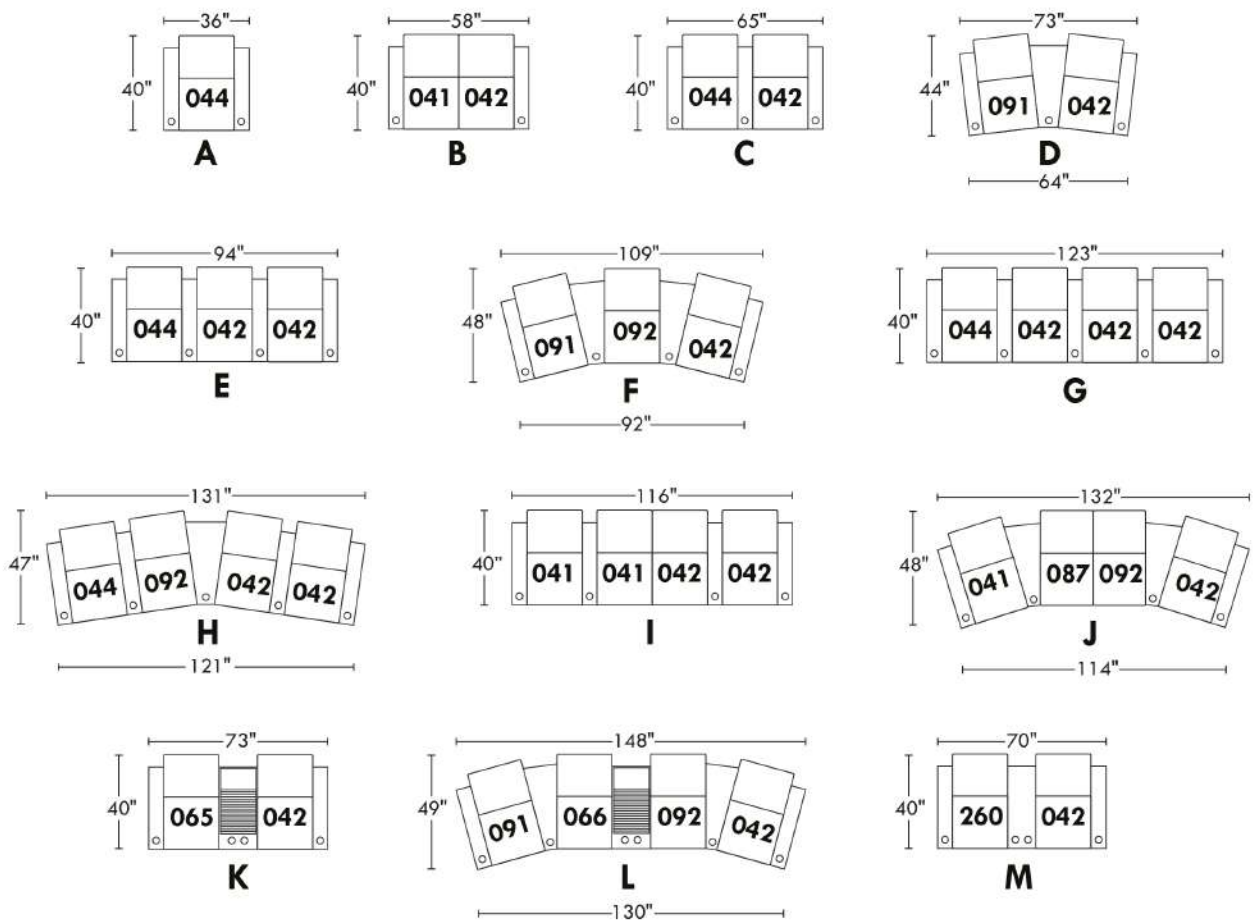 36" 58" 65" 73"
40" 044 40" 041 042 40" 044 042 44" 091 042
A B C D
64"
94" 109" 123"
40" 044 042 042 48" 091 092 042 40" 044 042 042 042
E F G
92"
131" 116" 132"
47" 044 092 042 042 40" 041 041 042 042 48" 041 087 092 042
H I J
121" 114"
73" 148" 70"
40" 065 042 49" 091 066 092 042 40" 260 042
K L M
130"